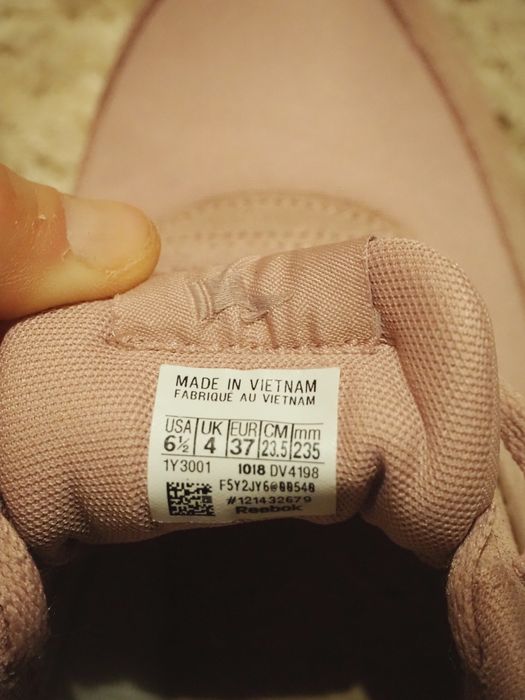 MADE IN VIETNAM
FABRIQUE AU VIETNAM
USA UK EUR CM mm
6½ 4 37 23.5 235
1Y3001 1018 DV4198
F5Y2JY6@00540
#121432679
Reebok